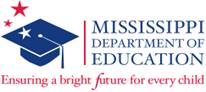 MISSISSIPPI
DEPARTMENT OF
EDUCATION
Ensuring a bright future for every child